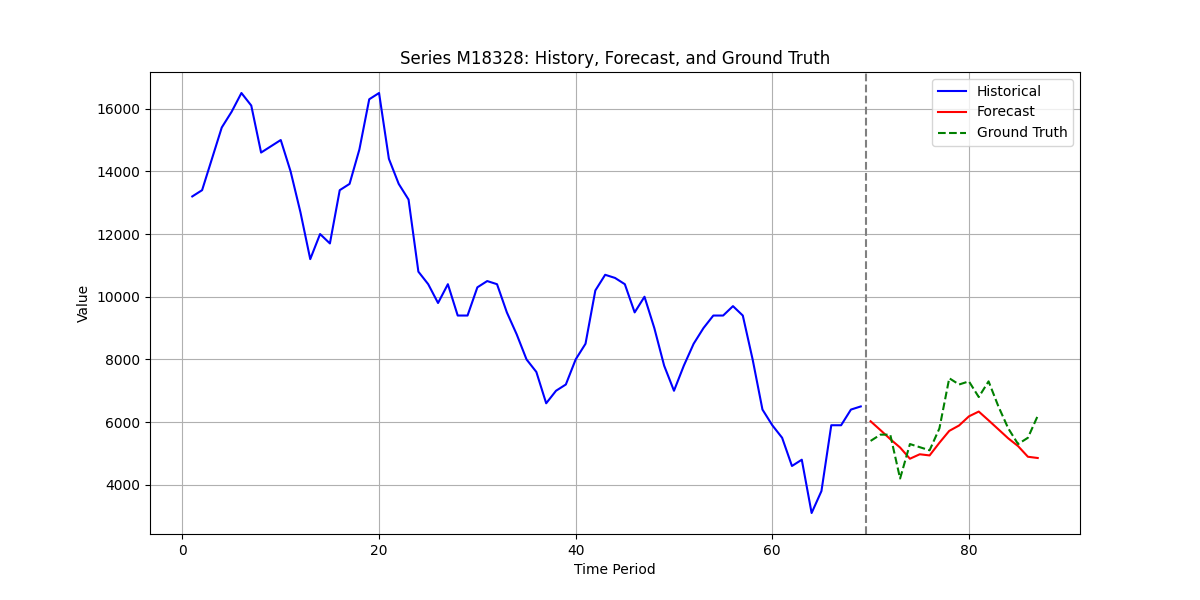 Series M18328: History, Forecast, and Ground Truth
Historical
Forecast
Ground Truth
Value
16000
14000
12000
10000
8000
6000
4000
0 20 40 60 80
Time Period